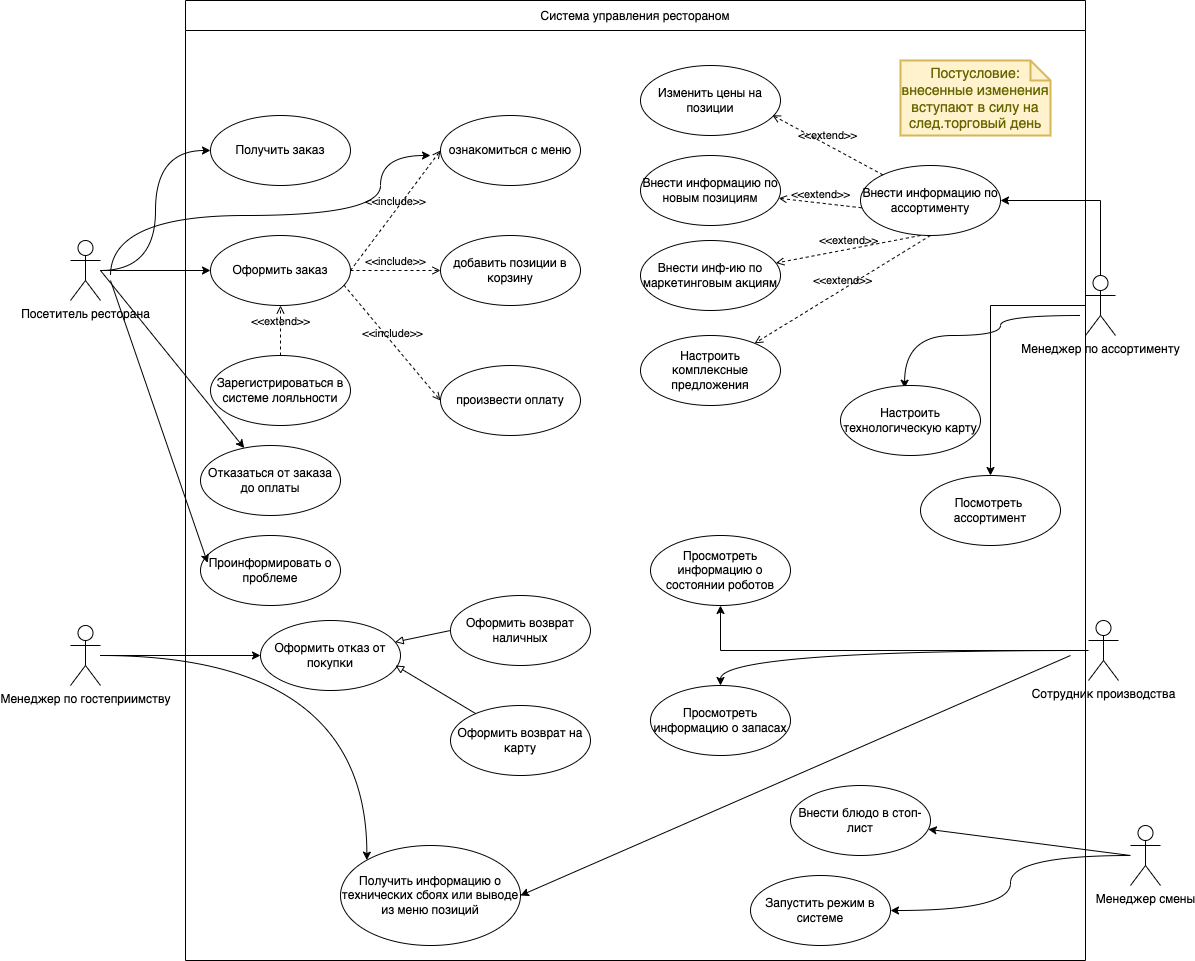 Система управления рестораном
Постусловие:
внесенные изменения
вступают в силу на
след.торговый день
Изменить цены на
позиции
<<extend>>
Получить заказ
ознакомиться с меню
Внести информацию по
новым позициям
<<extend>>
Внести информацию по
ассортименту
<<include>>
<<extend>>
Оформить заказ
<<include>>
добавить позиции в
корзину
Внести инф-ию по
маркетинговым акциям
<<extend>>
Посетитель ресторана
<<extend>>
<<include>>
Менеджер по ассортименту
Настроить
комплексные
предложения
Зарегистрироваться в
системе лояльности
произвести оплату
Настроить
технологическую карту
Отказаться от заказа
до оплаты
Посмотреть
ассортимент
Проинформировать о
проблеме
Просмотреть
информацию о
состоянии роботов
Оформить возврат
наличных
Оформить отказ от
покупки
Менеджер по гостеприимству
Сотрудник производства
Просмотреть
информацию о запасах
Оформить возврат на
карту
Внести блюдо в стоп-
лист
Получить информацию о
технических сбоях или выводе
из меню позиций
Запустить режим в
системе
Менеджер смены